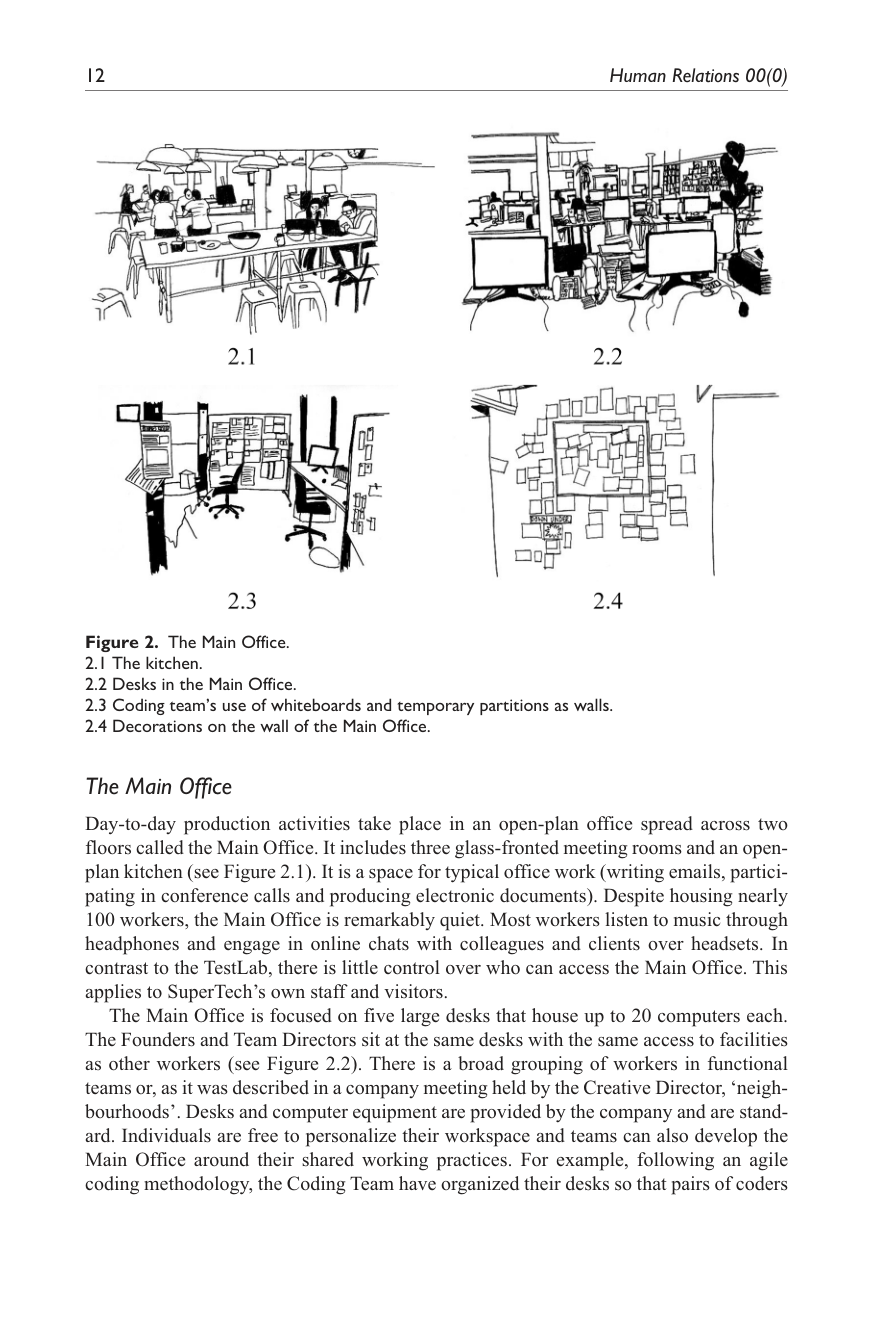 12
Human Relations 00(0)
2.1
2.2
DOWN UNDER
2.3
2.4
Figure 2. The Main Office.
2.1 The kitchen.
2.2 Desks in the Main Office.
2.3 Coding team’s use of whiteboards and temporary partitions as walls.
2.4 Decorations on the wall of the Main Office.
The Main Office
Day-to-day production activities take place in an open-plan office spread across two
floors called the Main Office. It includes three glass-fronted meeting rooms and an open-
plan kitchen (see Figure 2.1). It is a space for typical office work (writing emails, partici-
pating in conference calls and producing electronic documents). Despite housing nearly
100 workers, the Main Office is remarkably quiet. Most workers listen to music through
headphones and engage in online chats with colleagues and clients over headsets. In
contrast to the TestLab, there is little control over who can access the Main Office. This
applies to SuperTech’s own staff and visitors.
The Main Office is focused on five large desks that house up to 20 computers each.
The Founders and Team Directors sit at the same desks with the same access to facilities
as other workers (see Figure 2.2). There is a broad grouping of workers in functional
teams or, as it was described in a company meeting held by the Creative Director, ‘neigh-
bourhoods’. Desks and computer equipment are provided by the company and are stand-
ard. Individuals are free to personalize their workspace and teams can also develop the
Main Office around their shared working practices. For example, following an agile
coding methodology, the Coding Team have organized their desks so that pairs of coders